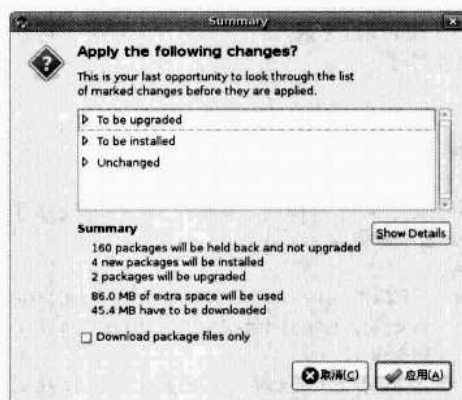 Summary
Apply the following changes?
This is your last opportunity to look through the list
of marked changes before they are applied.
To be upgraded
To be installed
Unchanged
Summary
Show Details
160 packages will be held back and not upgraded
4 new packages will be installed
2 packages will be upgraded
86.0 MB of extra space will be used
45.4 MB have to be downloaded
Download package files only
取消(C)
应用(A)